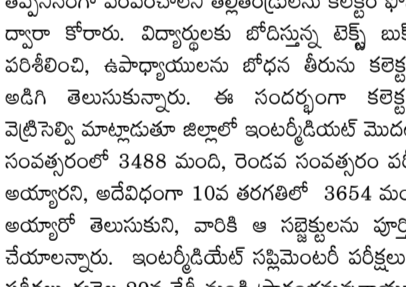 తప్పనిసరిగా పంపించాలని తల్లితండ్రులను కలెక్టర్
ద్వారా కోరారు. విద్యార్థులకు బోదిస్తున్న టెక్స్ట్ బుక్
పరిశీలించి, ఉపాధ్యాయులను బోధన తీరును కలెక్ట
అడిగి తెలుసుకున్నారు. ఈ సందర్భంగా కలెక్ట
వెట్రిసెల్వి మాట్లాడుతూ జిల్లాలో ఇంటర్మీడియట్ మొద
సంవత్సరంలో 3488 మంది, రెండవ సంవత్సరం
అయ్యారని, అదేవిధంగా 10వ తరగతిలో 3654 మం
అయ్యారో తెలుసుకుని, వారికి ఆ సబ్జెక్టులను పూర్తి
చేయాలన్నారు. ఇంటర్మీడియేట్ సప్లిమెంటరీ పరీక్షలు